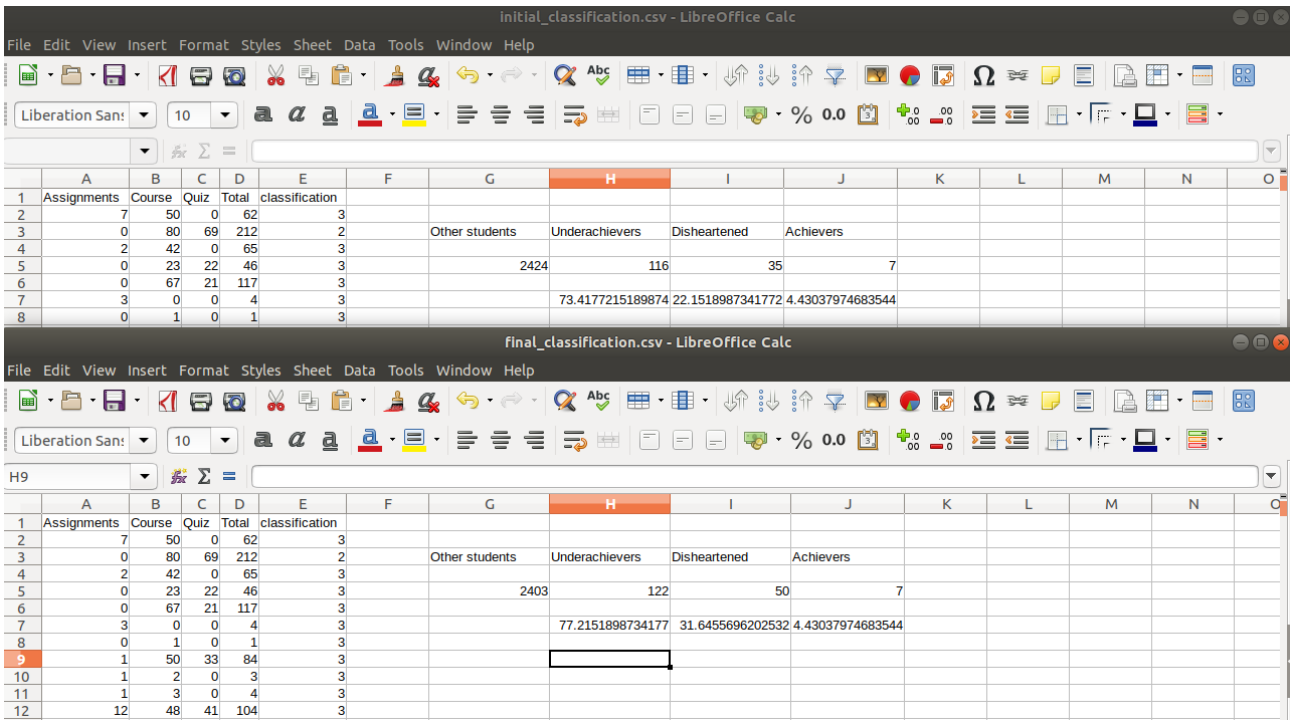 initial_classification.csv - LibreOffice Calc
File Edit View Insert Format Styles Sheet Data Tools Window Help
Abc Ω
Liberation Sans 10 a a a a % 0.0
A B C D E F G H I J K L M N O
1 Assignments Course Quiz Total classification
2 7 50 0 62 3
3 0 80 69 212 2 Other students Underachievers Disheartened Achievers
4 2 42 0 65 3
5 0 23 22 46 3 2424 116 35 7
6 0 67 21 117 3
7 3 0 0 4 3 73.4177215189874 22.1518987341772 4.43037974683544
8 0 1 0 1 3
final_classification.csv - LibreOffice Calc
File Edit View Insert Format Styles Sheet Data Tools Window Help
Abc Ω
Liberation Sans 10 a a a a % 0.0
H9 fx Σ =
A B C D E F G H I J K L M N O
1 Assignments Course Quiz Total classification
2 7 50 0 62 3
3 0 80 69 212 2 Other students Underachievers Disheartened Achievers
4 2 42 0 65 3
5 0 23 22 46 3 2403 122 50 7
6 0 67 21 117 3
7 3 0 0 4 3 77.2151898734177 31.6455696202532 4.43037974683544
8 0 1 0 1 3
9 1 50 33 84 3
10 1 2 0 3 3
11 1 3 0 4 3
12 12 48 41 104 3